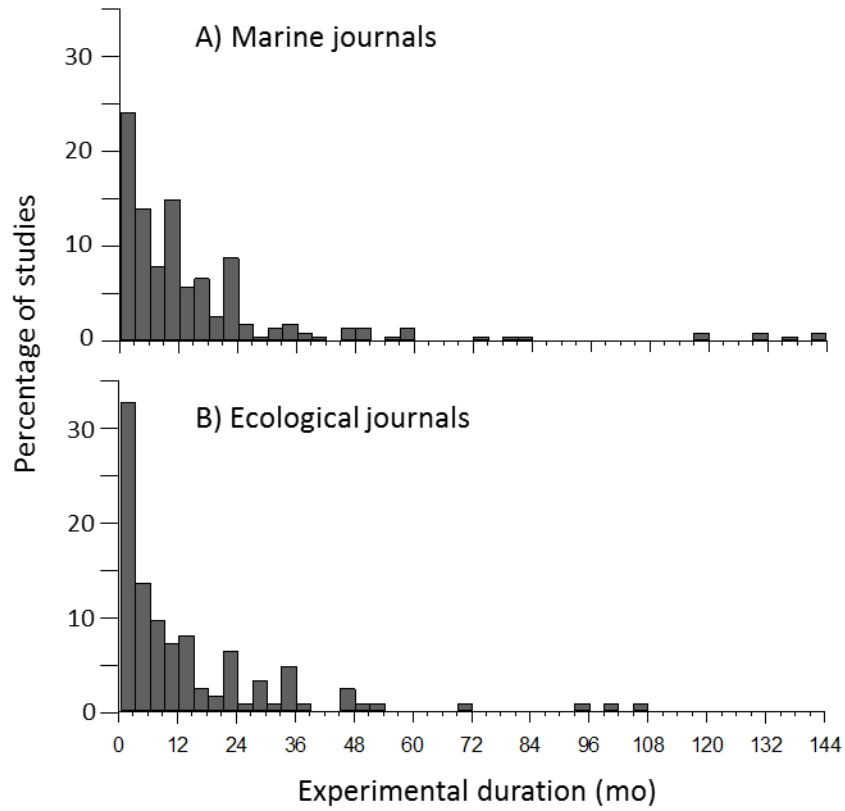 A) Marine journals
30
20
10
0
Percentage of studies
B) Ecological journals
30
20
10
0
0 12 24 36 48 60 72 84 96 108 120 132 144
Experimental duration (mo)